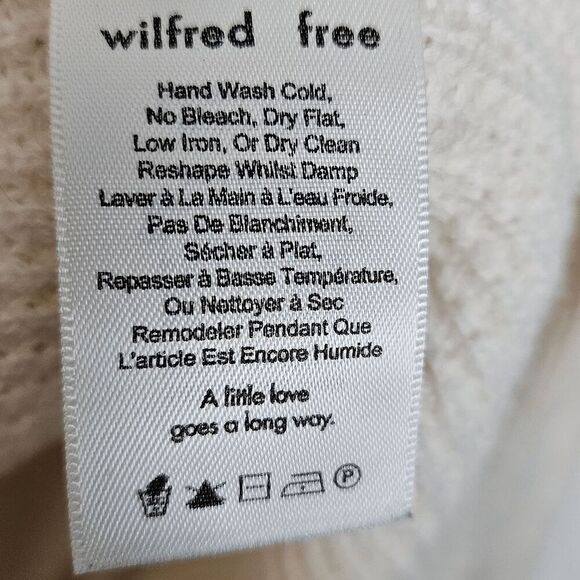 wilfred free
Hand Wash Cold,
No Bleach, Dry Flat,
Low Iron, Or Dry Clean
Reshape Whilst Damp
Laver à La Main à L'eau Froide,
Pas De Blanchiment,
Sécher à Plat,
Repasser à Basse Température,
Ou Nettoyer à Sec
Remodeler Pendant Que
L'article Est Encore Humide
A little love
goes a long way.
P